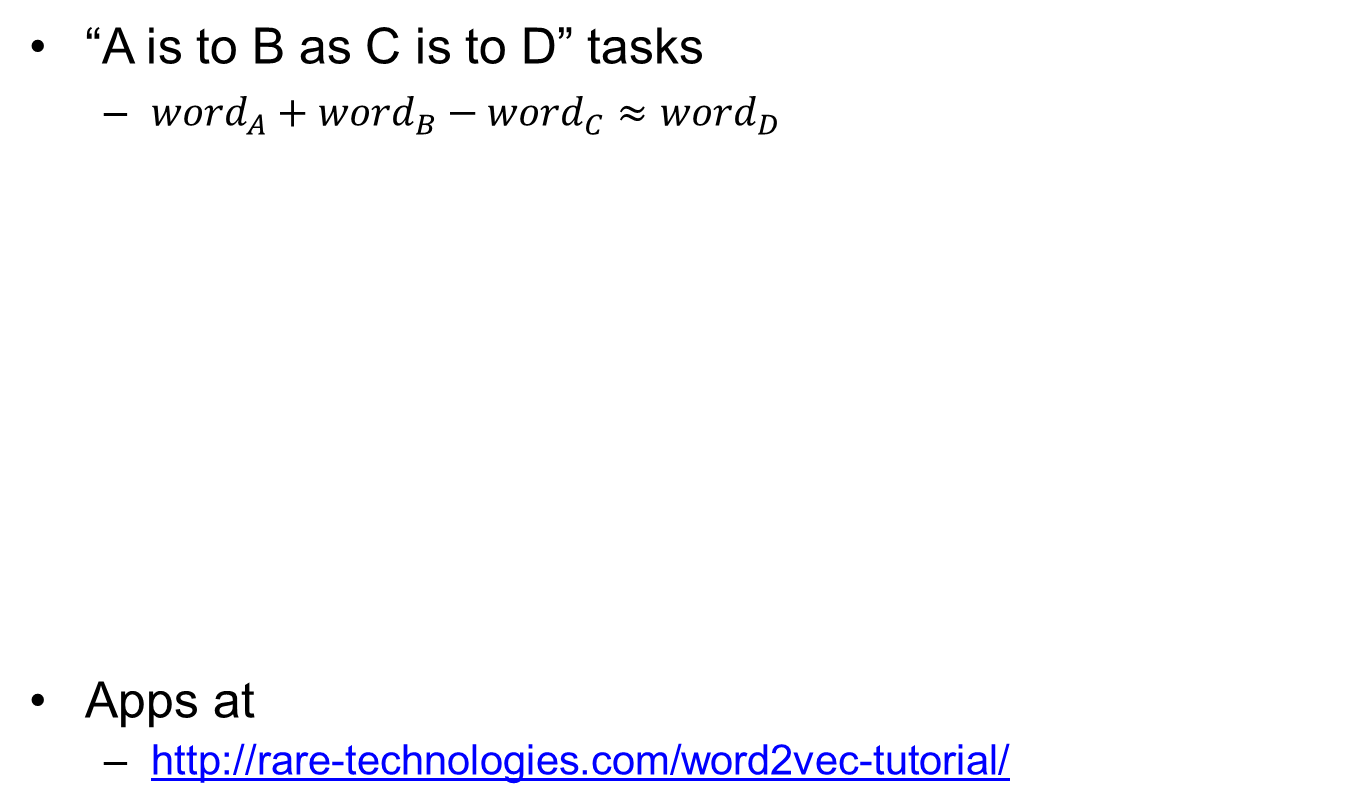 • “A is to B as C is to D” tasks
– word_A + word_B − word_C ≈ word_D
• Apps at
– http://rare-technologies.com/word2vec-tutorial/